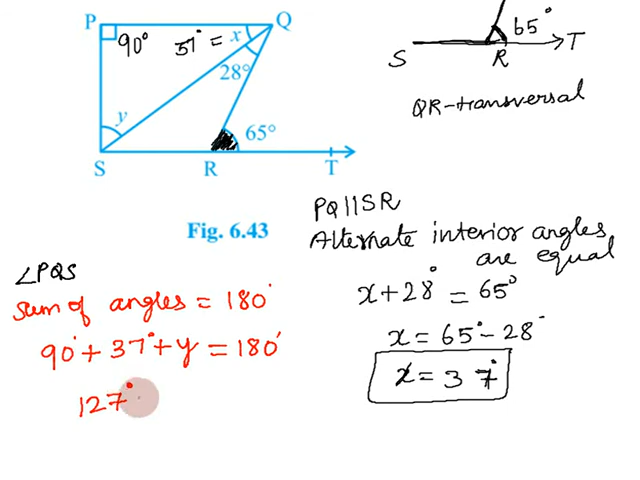 P
90°
37° =
x
Q
28°
y
65°
S
R
T
Fig. 6.43
65°
S
R
T
QR-transversal
PQ||SR
Alternate interior angles
are equal
x + 28° = 65°
x = 65° - 28°
x = 37
∠PQS
Sum of angles = 180°
90° + 37° + y = 180°
127°